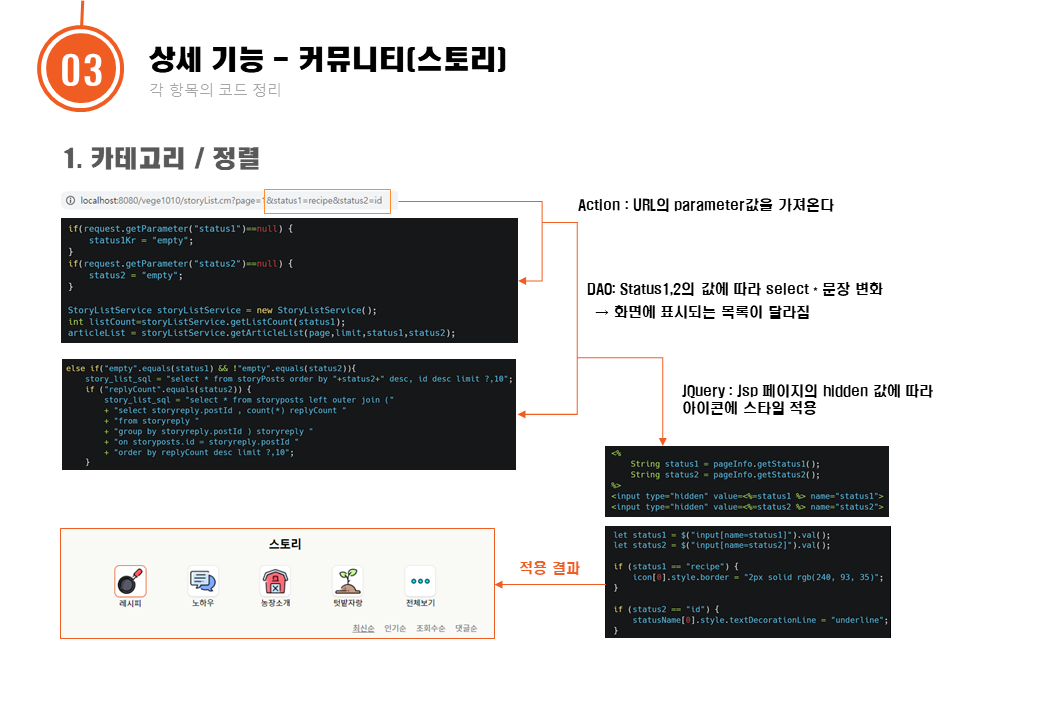 03
상세 기능 - 커뮤니티(스토리)
각 항목의 코드 정리
1. 카테고리 / 정렬
localhost:8080/vege1010/storyList.cm?page=1&status1=recipe&status2=id
Action : URL의 parameter값을 가져온다
if(request.getParameter("status1")==null) {
status1Kr = "empty";
}
if(request.getParameter("status2")==null) {
status2 = "empty";
}
StoryListService storyListService = new StoryListService();
int listCount=storyListService.getListCount(status1);
articleList = storyListService.getArticleList(page,limit,status1,status2);
DAO: Status1,2의 값에 따라 select * 문장 변화
→ 화면에 표시되는 목록이 달라짐
else if("empty".equals(status1) && !"empty".equals(status2)){
story_list_sql = "select * from storyPosts order by "+status2+" desc, id desc limit ?,10";
if ("replyCount".equals(status2)) {
story_list_sql = "select * from storyposts left outer join ("
+ "select storyreply.postId , count(*) replyCount "
+ "from storyreply "
+ "group by storyreply.postId ) storyreply "
+ "on storyposts.id = storyreply.postId "
+ "order by replyCount desc limit ?,10";
}
JQuery : Jsp 페이지의 hidden 값에 따라
아이콘에 스타일 적용
<%
String status1 = pageInfo.getStatus1();
String status2 = pageInfo.getStatus2();
%>
<input type="hidden" value=<%=status1 %> name="status1">
<input type="hidden" value=<%=status2 %> name="status2">
let status1 = $("input[name=status1]").val();
let status2 = $("input[name=status2]").val();
if (status1 == "recipe") {
icon[0].style.border = "2px solid rgb(240, 93, 35)";
}
if (status2 == "id") {
statusName[0].style.textDecorationLine = "underline";
}
적용 결과
스토리
레시피 노하우 농장소개 텃밭자랑 전체보기
최신순 인기순 조회수순 댓글순